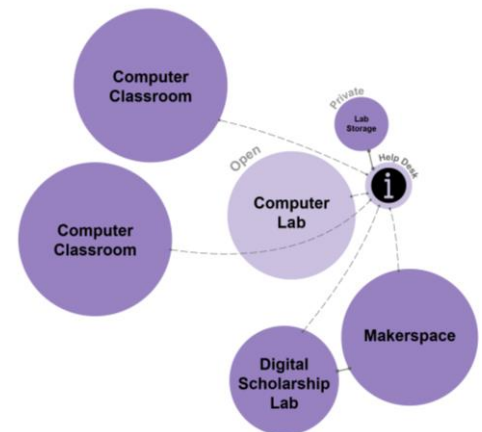 Computer
Classroom
Private
Lab
Storage
Open
Help Desk
i
Computer
Lab
Computer
Classroom
Makerspace
Digital
Scholarship
Lab